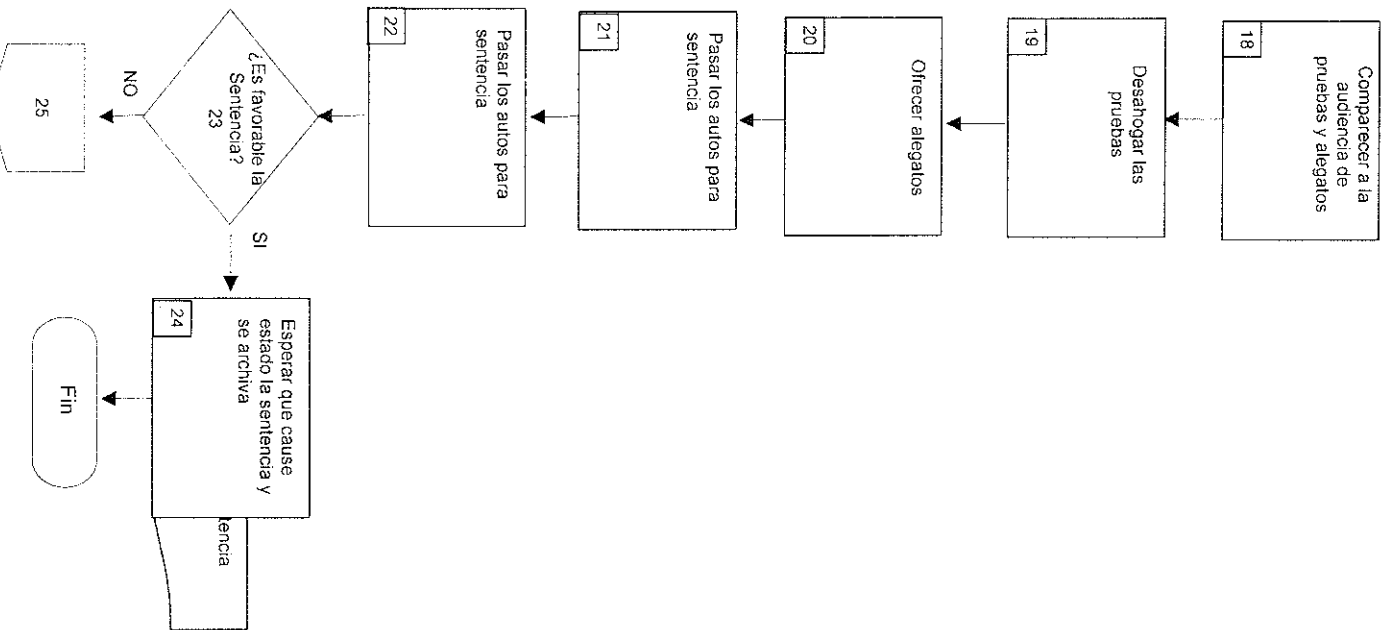 Comparecer a la
audiencia de
pruebas y alegatos
18
Desahogar las
pruebas
19
Ofrecer alegatos
20
Pasar los autos para
sentencia
21
Pasar los autos para
sentencia
22
¿Es favorable la
Sentencia?
23
SI
NO
Esperar que cause
estado la sentencia y
se archiva
24
tencia
25
Fin